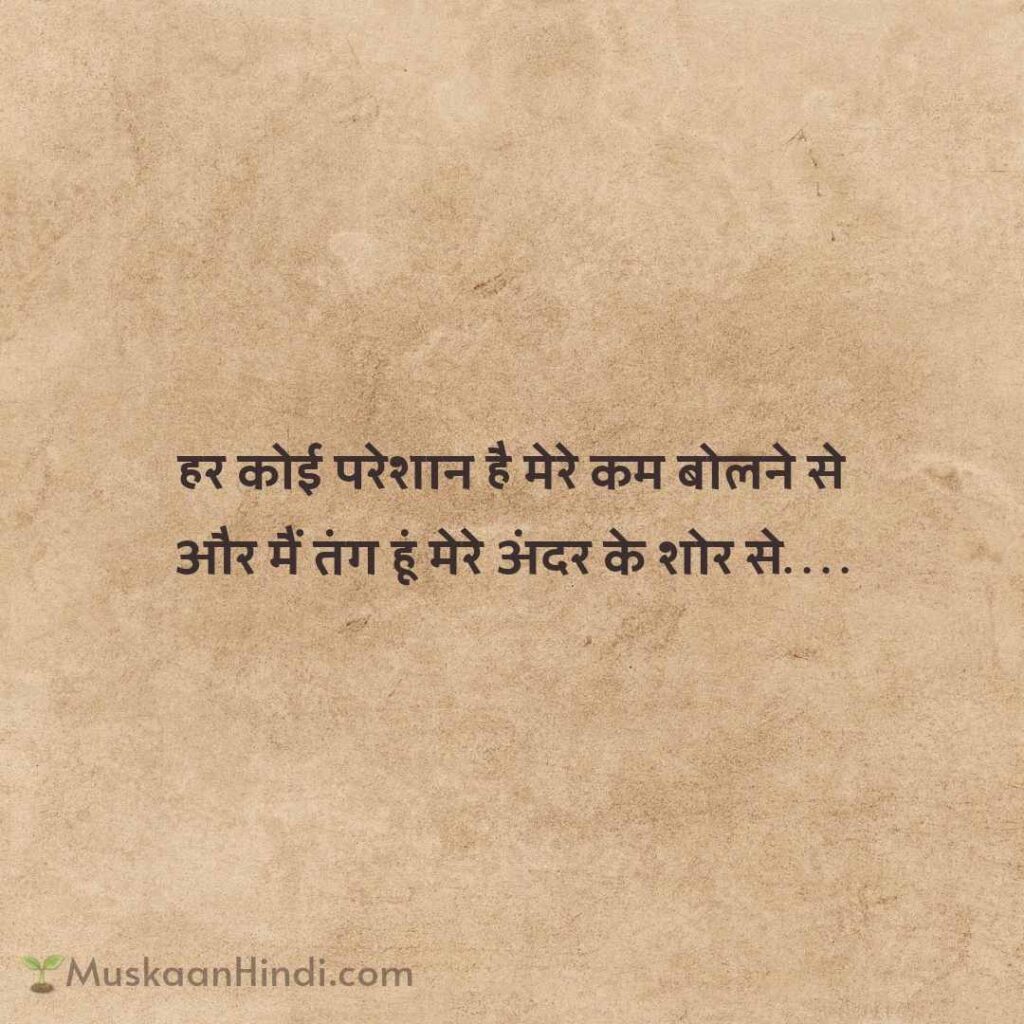 हर कोई परेशान है मेरे कम बोलने से
और मैं तंग हूं मेरे अंदर के शोर से....
MuskaanHindi.com